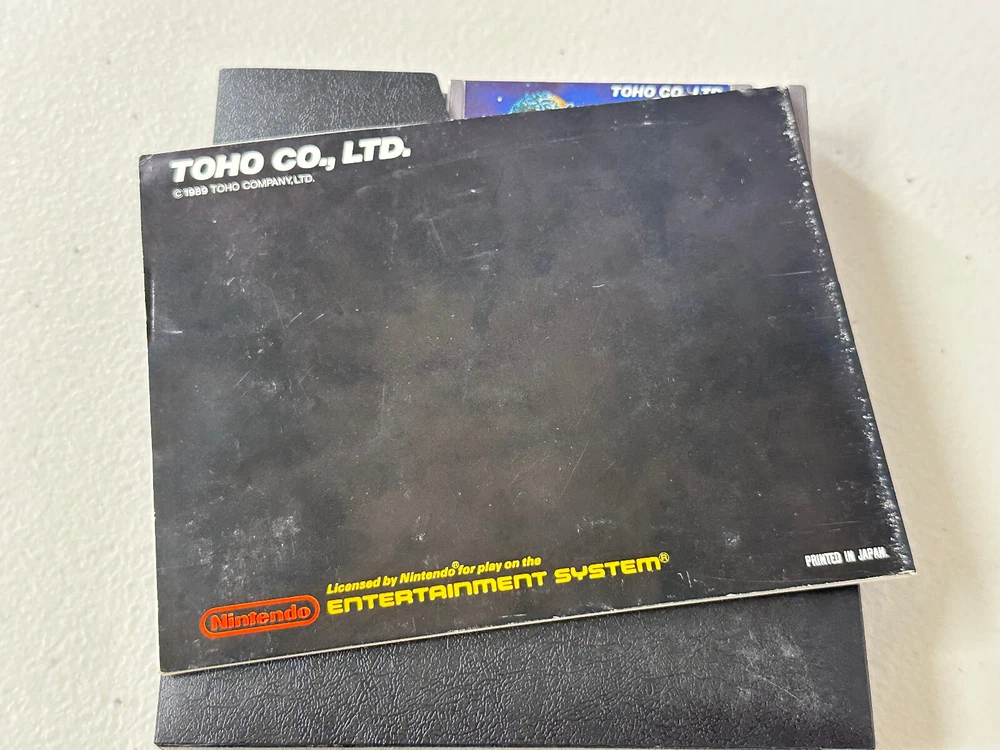 TOHO CO., LTD.
TOHO CO., LTD.
© 1989 TOHO COMPANY, LTD.
Licensed by Nintendo® for play on the
Nintendo ENTERTAINMENT SYSTEM®
PRINTED IN JAPAN.